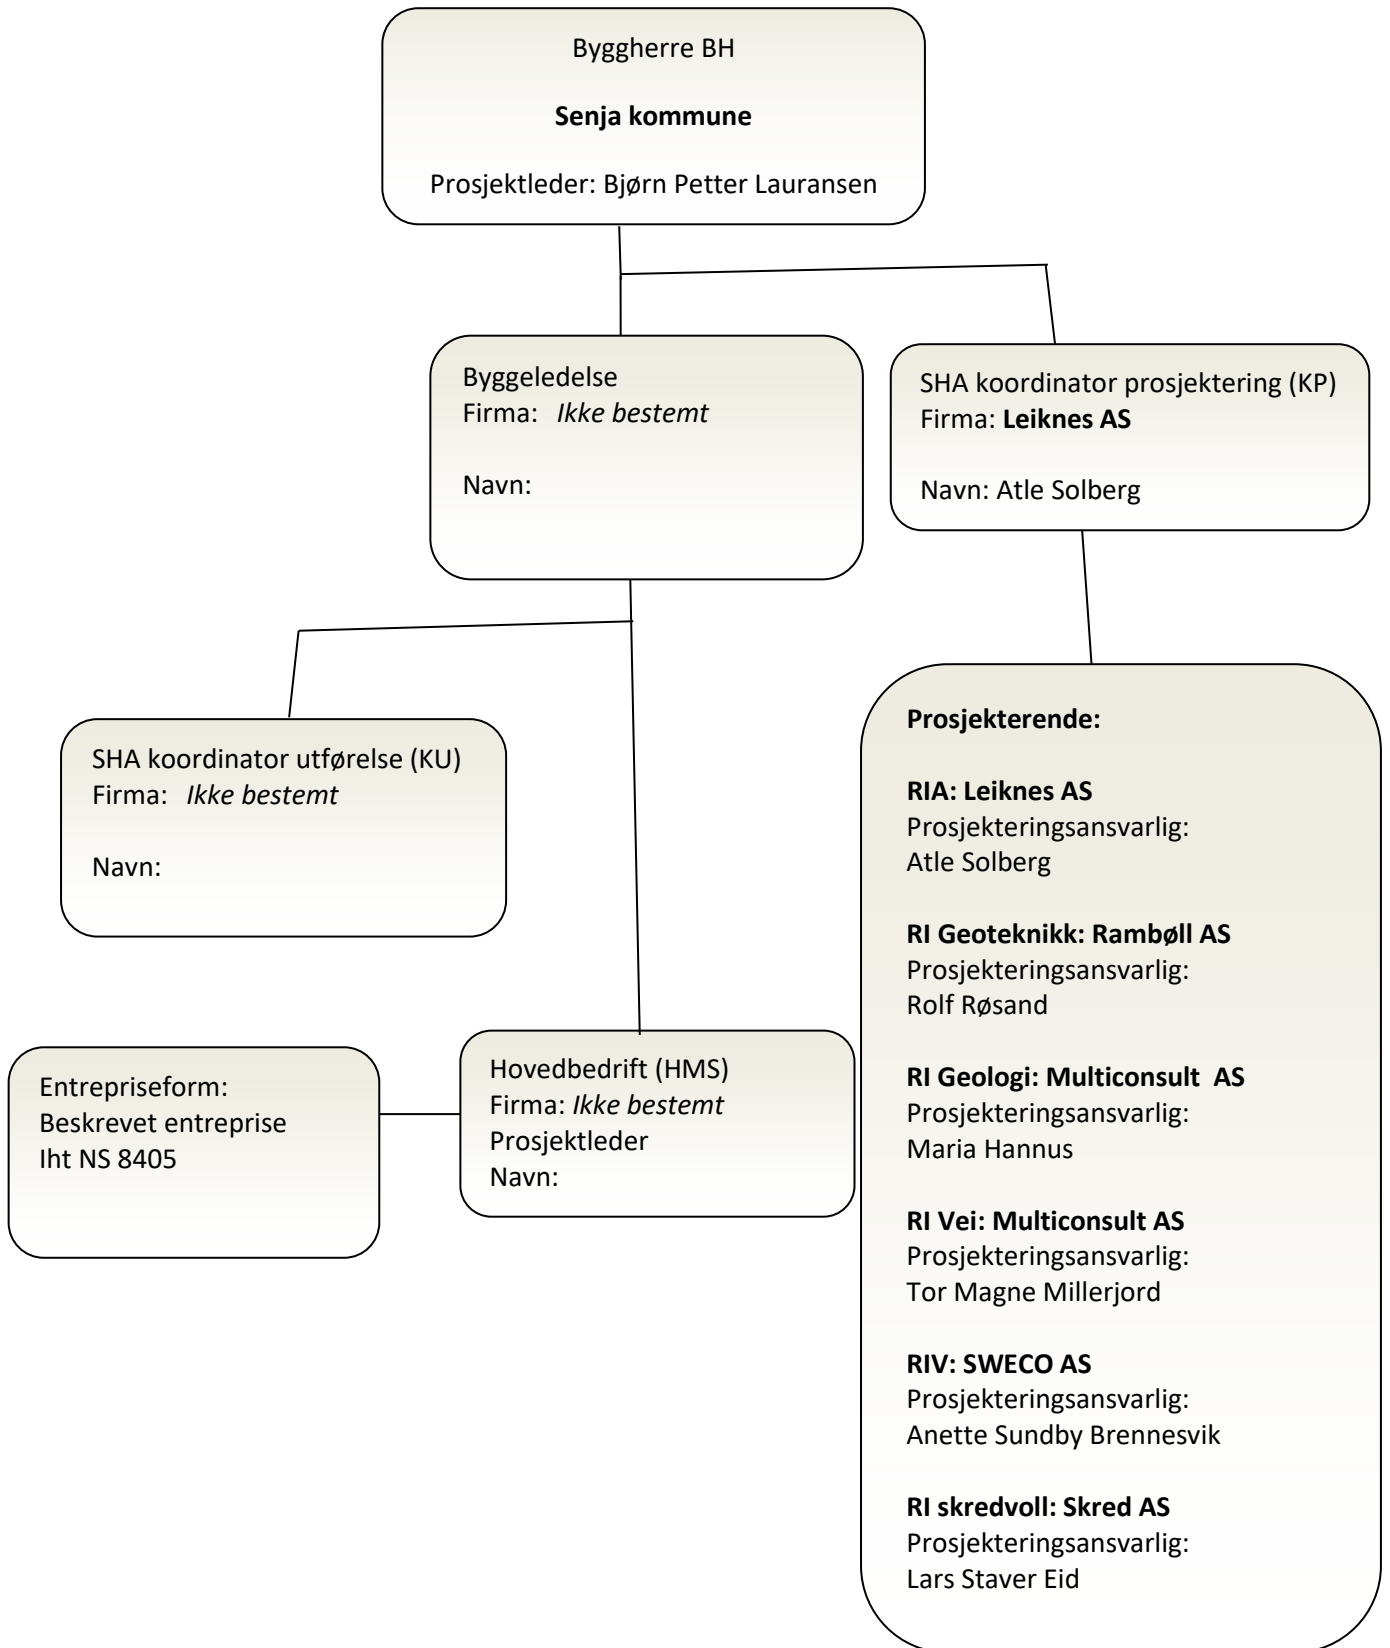 Byggherre BH
Senja kommune
Prosjektleder: Bjørn Petter Lauransen
Byggeledelse
Firma: Ikke bestemt
Navn:
SHA koordinator prosjektering (KP)
Firma: Leiknes AS
Navn: Atle Solberg
SHA koordinator utførelse (KU)
Firma: Ikke bestemt
Navn:
Entrepriseform:
Beskrevet entreprise
Iht NS 8405
Hovedbedrift (HMS)
Firma: Ikke bestemt
Prosjektleder
Navn:
Prosjekterende:
RIA: Leiknes AS
Prosjekteringsansvarlig:
Atle Solberg
RI Geoteknikk: Rambøll AS
Prosjekteringsansvarlig:
Rolf Røsand
RI Geologi: Multiconsult AS
Prosjekteringsansvarlig:
Maria Hannus
RI Vei: Multiconsult AS
Prosjekteringsansvarlig:
Tor Magne Millerjord
RIV: SWECO AS
Prosjekteringsansvarlig:
Anette Sundby Brennesvik
RI skredvoll: Skred AS
Prosjekteringsansvarlig:
Lars Staver Eid